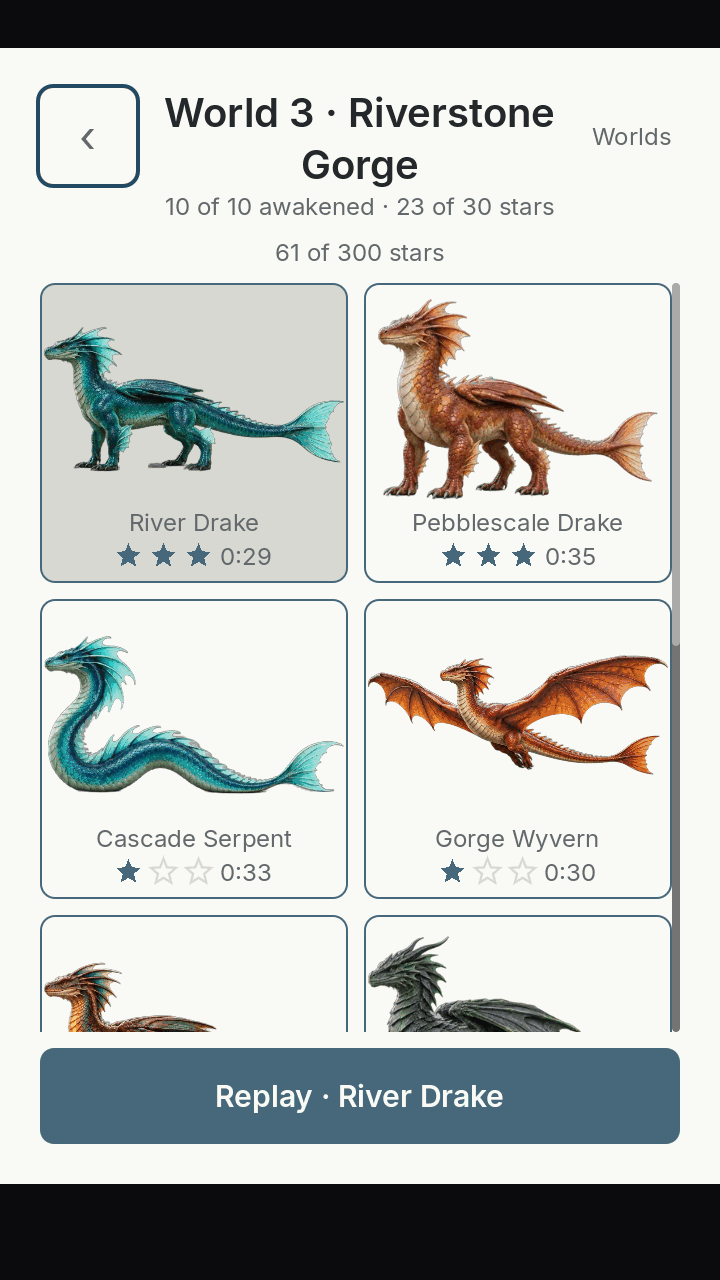 ‹
World 3 · Riverstone
Gorge
Worlds
10 of 10 awakened · 23 of 30 stars
61 of 300 stars
River Drake
0:29
Pebblescale Drake
0:35
Cascade Serpent
0:33
Gorge Wyvern
0:30
Replay · River Drake